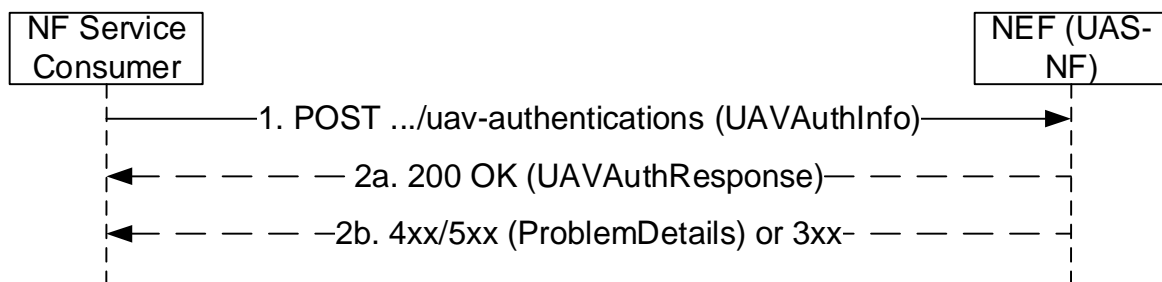 NF Service
Consumer
NEF (UAS-
NF)
1. POST .../uav-authentications (UAVAuthInfo)
2a. 200 OK (UAVAuthResponse)
2b. 4xx/5xx (ProblemDetails) or 3xx